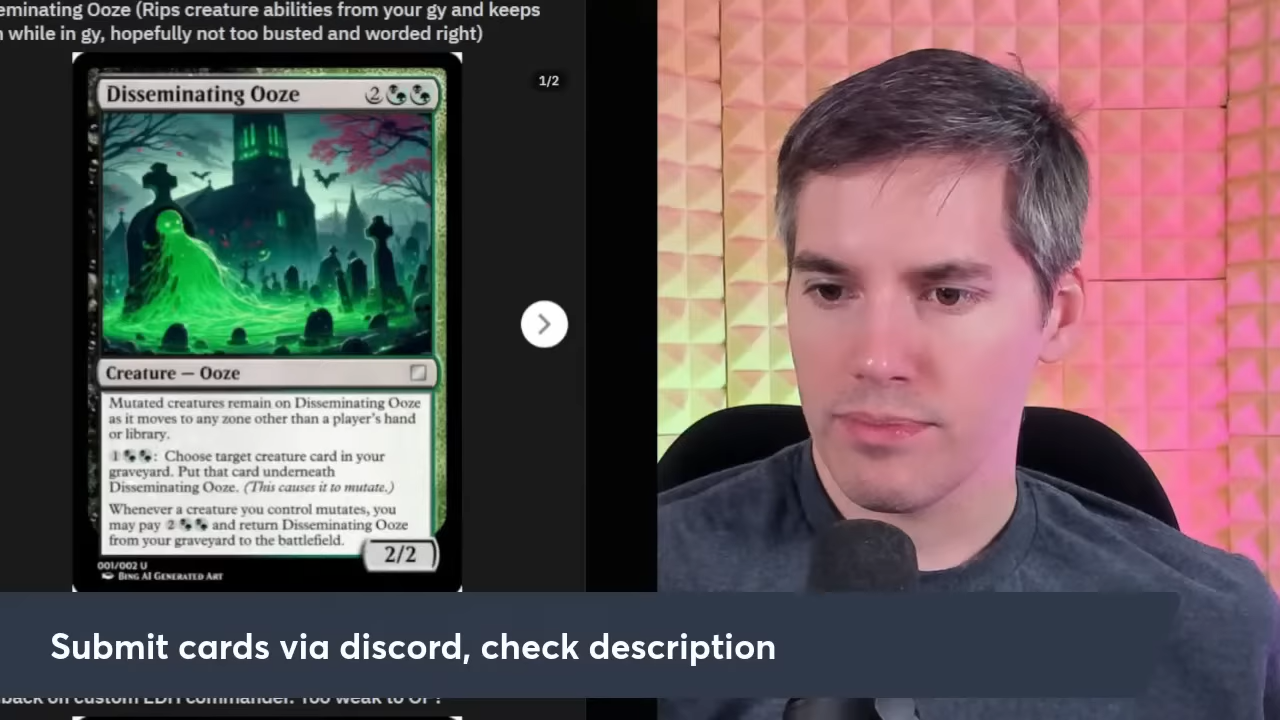 eminating Ooze (Rips creature abilities from your gy and keeps
while in gy, hopefully not too busted and worded right)
1/2
Disseminating Ooze 2
Creature — Ooze
Mutated creatures remain on Disseminating Ooze
as it moves to any zone other than a player's hand
or library.
1 : Choose target creature card in your
graveyard. Put that card underneath
Disseminating Ooze. (This causes it to mutate.)
Whenever a creature you control mutates, you
may pay 2 and return Disseminating Ooze
from your graveyard to the battlefield.
2/2
001/002 U
BING AI GENERATED ART
Submit cards via discord, check description